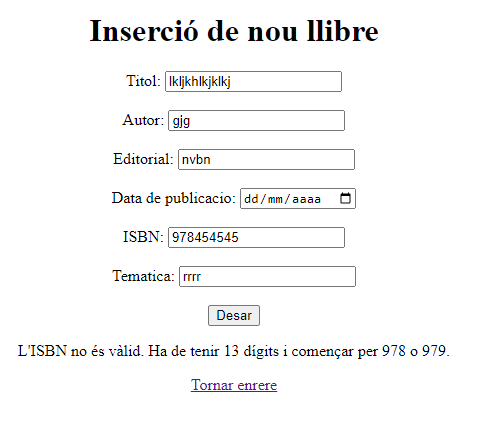 Inserció de nou llibre
Titol: lkljkhlkjklkj
Autor: gjg
Editorial: nvbn
Data de publicacio: dd/mm/aaaa
ISBN: 978454545
Tematica: rrrr
Desar
L'ISBN no és vàlid. Ha de tenir 13 dígits i començar per 978 o 979.
Tornar enrere